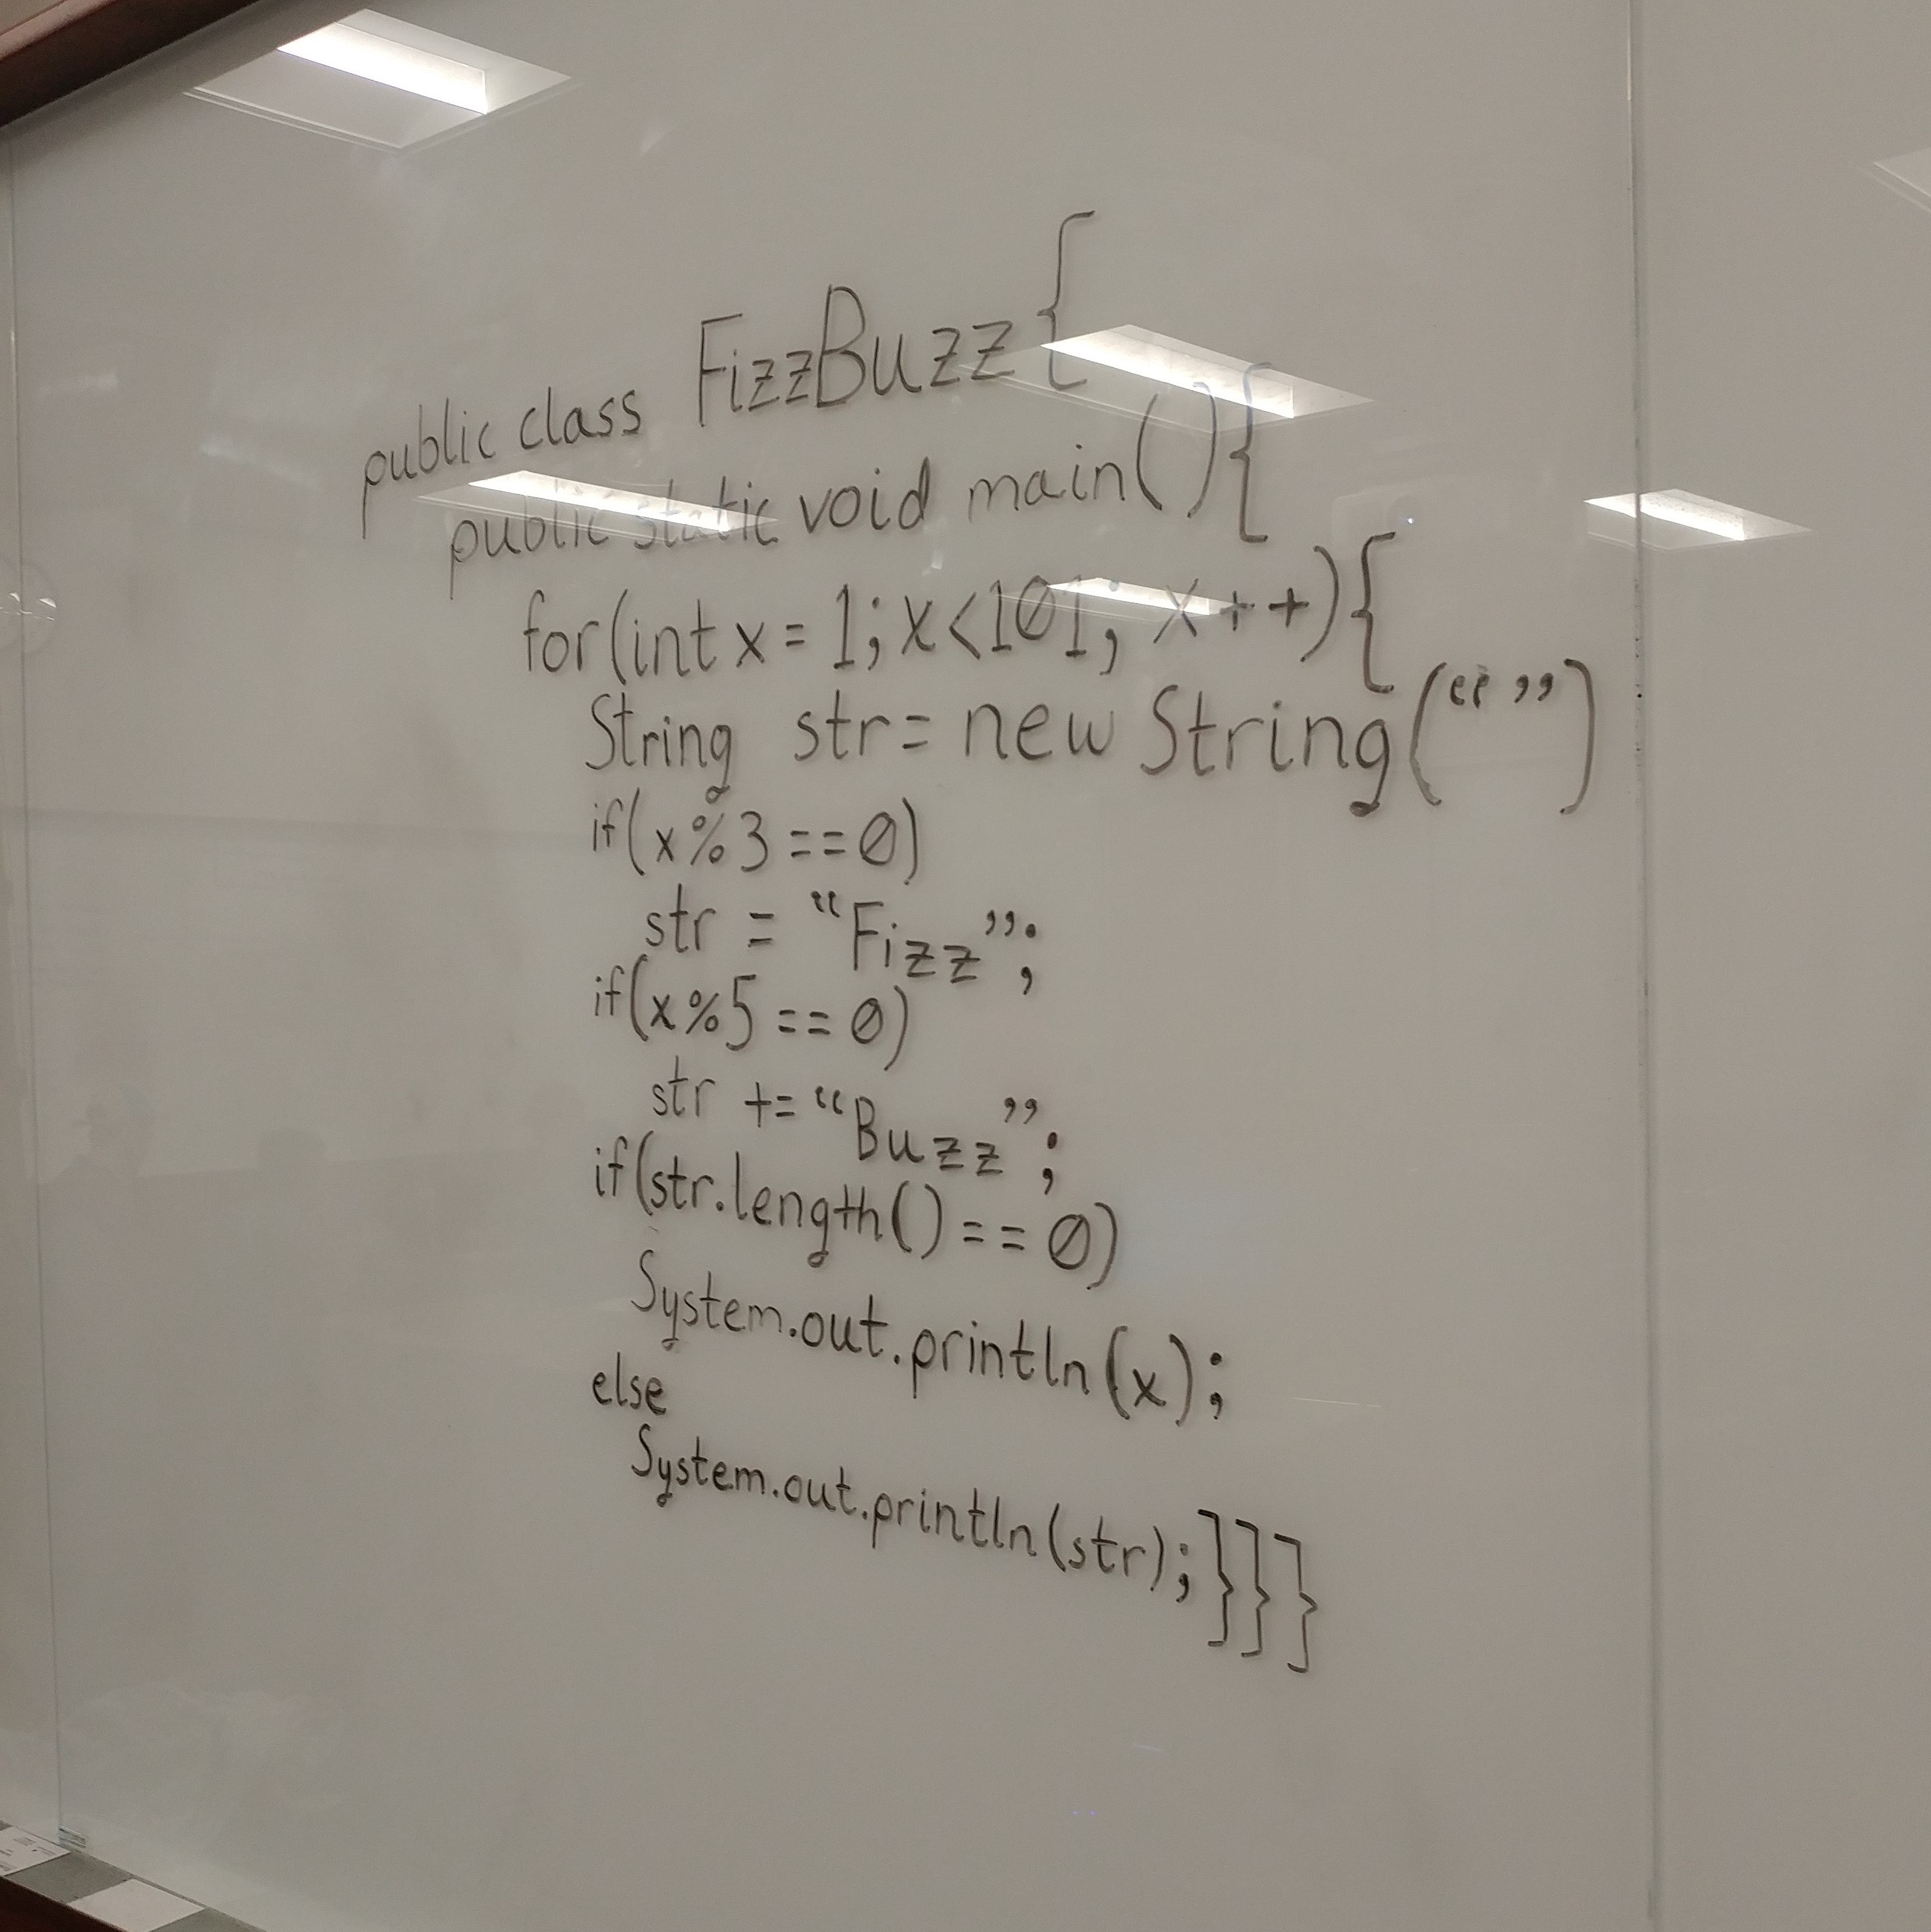 public class FizzBuzz{
public static void main(){
for(int x = 1; x<101; x++){
String str = new String(“”)
if(x%3==0)
str = “Fizz”;
if(x%5==0)
str += “Buzz”;
if(str.length()==0)
System.out.println(x);
else
System.out.println(str);}}}